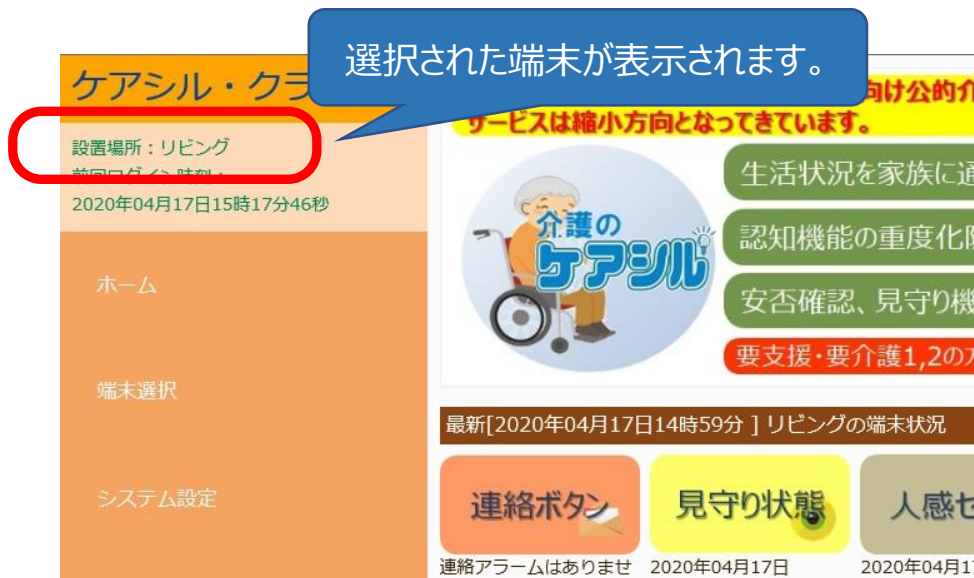 選択された端末が表示されます。
ケアシル・クラ
向け公的介
サービスは縮小方向となってきています。
設置場所：リビング
前回ログイン時刻：
2020年04月17日15時17分46秒
ホーム
端末選択
システム設定
介護の
ケアシル
生活状況を家族に通
認知機能の重度化防
安否確認、見守り機
要支援・要介護1,2の方
最新[2020年04月17日14時59分 ] リビングの端末状況
連絡ボタン
見守り状態
人感セ
連絡アラームはありませ
2020年04月17日
2020年04月17